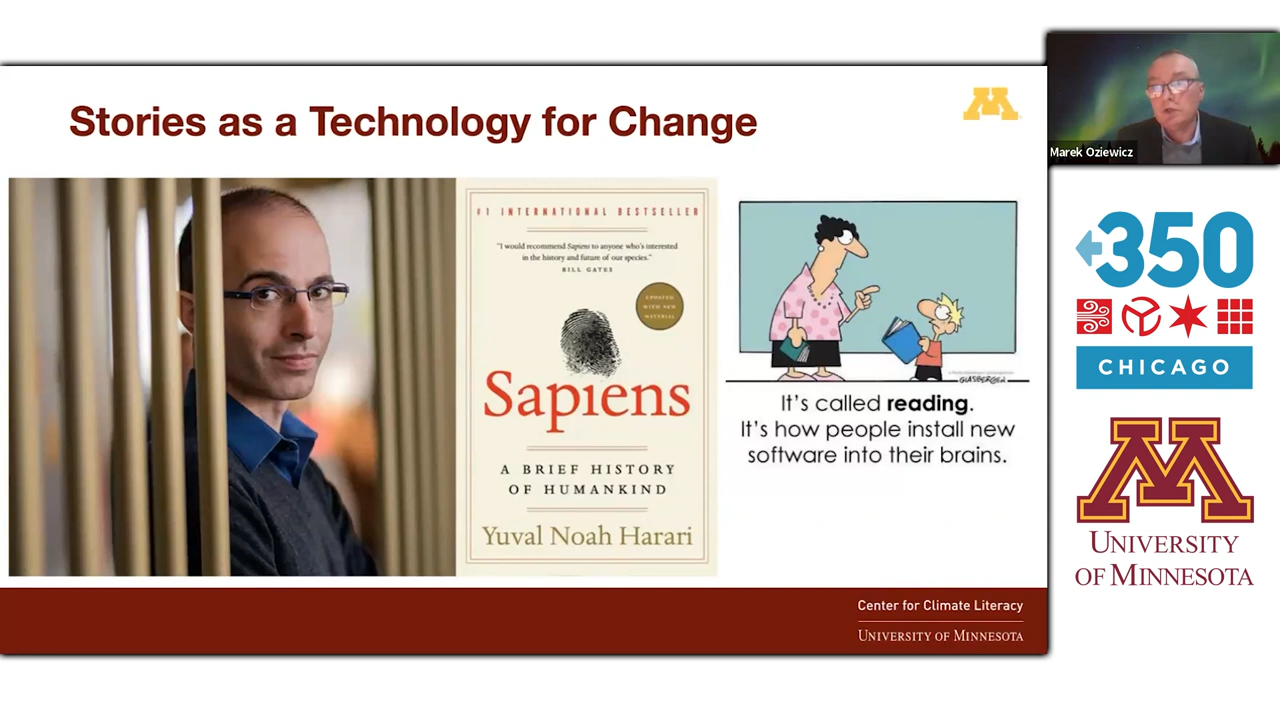 Stories as a Technology for Change
M
#1 INTERNATIONAL BESTSELLER
"I would recommend Sapiens to anyone who's interested
in the history and future of our species."
BILL GATES
UPDATED
WITH NEW
MATERIAL
Sapiens
A BRIEF HISTORY
OF HUMANKIND
Yuval Noah Harari
GLASBERGEN
It's called reading.
It's how people install new
software into their brains.
Center for Climate Literacy
UNIVERSITY OF MINNESOTA
Marek Oziewicz
350
CHICAGO
M
UNIVERSITY
OF MINNESOTA